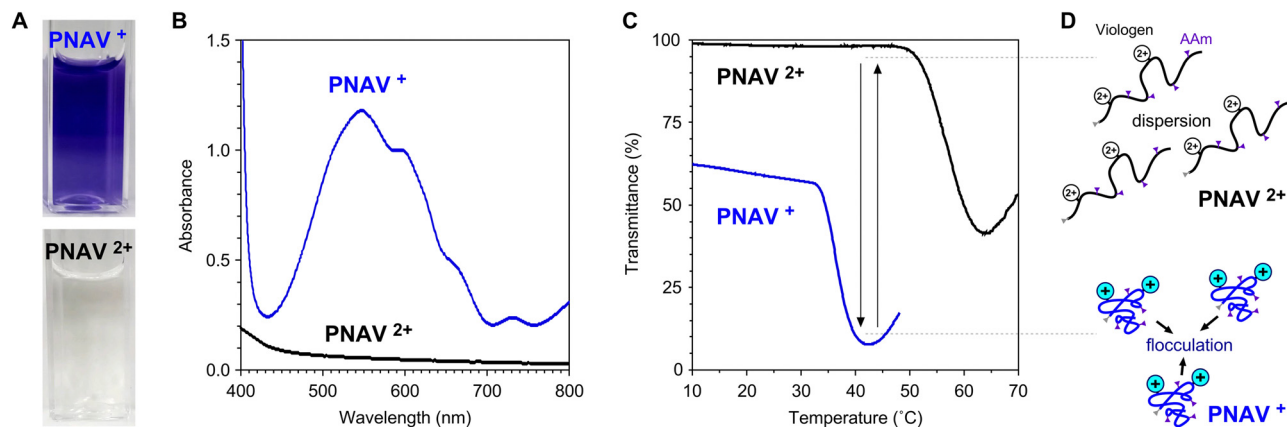 A
PNAV +
PNAV 2+
B
1.5
1.0
0.5
0.0
Absorbance
PNAV +
PNAV 2+
400
500
600
700
800
Wavelength (nm)
C
100
75
50
25
0
Transmittance (%)
PNAV 2+
PNAV +
10
20
30
40
50
60
70
Temperature (˚C)
D
Viologen
AAm
2+
2+
2+
2+
dispersion
2+
2+
PNAV 2+
+
+
+
+
flocculation
+
+
PNAV +